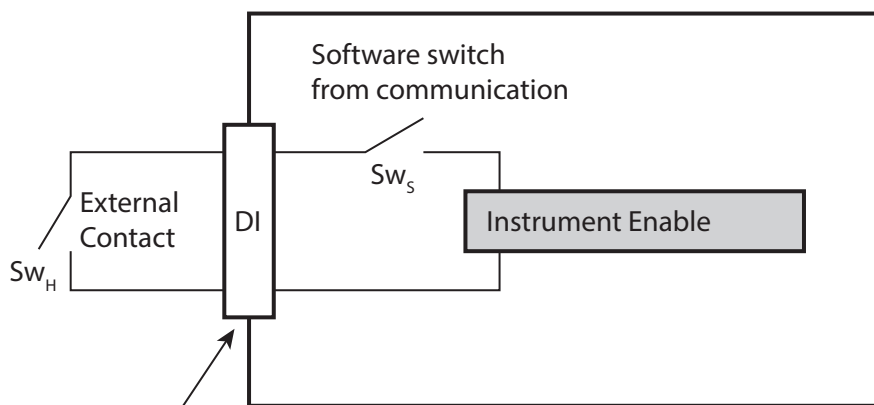 Software switch
from communication
Sw_S
External
Contact
DI
Instrument Enable
Sw_H